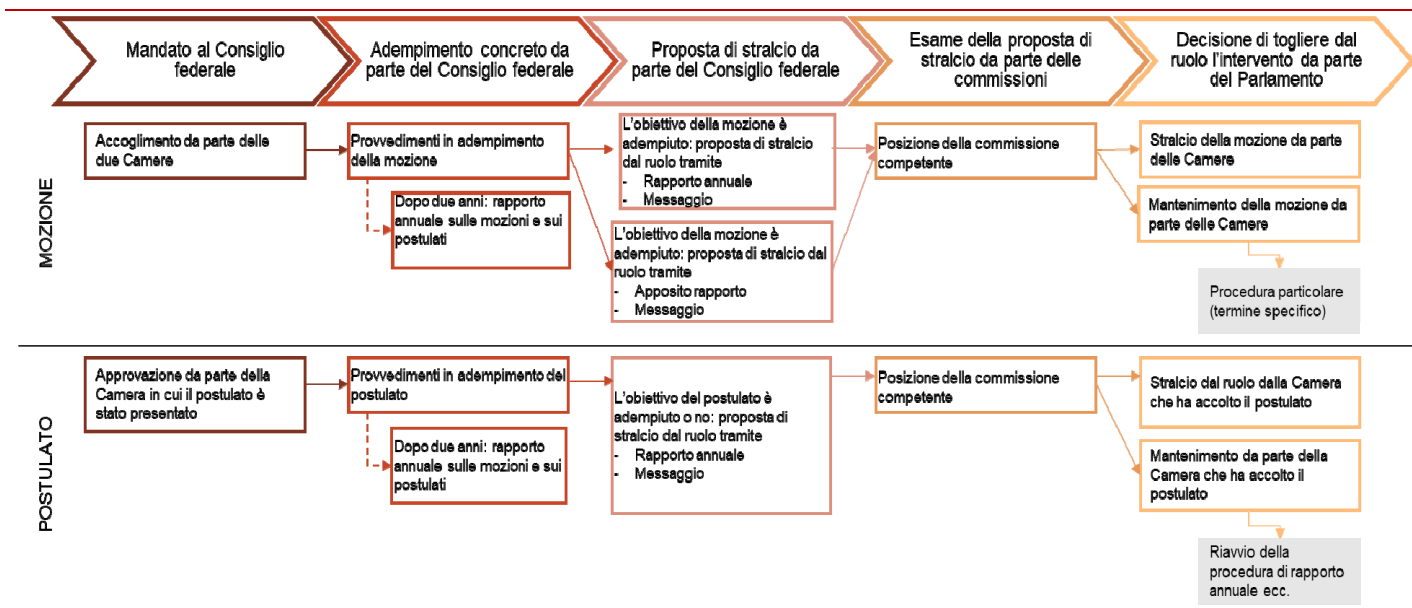 Mandato al Consiglio
federale
Adempimento concreto da
parte del Consiglio federale
Proposta di stralcio da
parte del Consiglio federale
Esame della proposta di
stralcio da parte delle
commissioni
Decisione di togliere dal
ruolo l'intervento da parte
del Parlamento
MOZIONE
Accoglimento da parte delle
due Camere
Provvedimenti in adempimento
della mozione
Dopo due anni: rapporto
annuale sulle mozioni e sui
postulati
L'obiettivo della mozione è
adempiuto: proposta di stralcio
dal ruolo tramite
- Rapporto annuale
- Messaggio
L'obiettivo della mozione è
adempiuto: proposta di stralcio dal
ruolo tramite
- Apposito rapporto
- Messaggio
Posizione della commissione
competente
Stralcio della mozione da parte
delle Camere
Mantenimento della mozione da
parte delle Camere
Procedura particolare
(termine specifico)
POSTULATO
Approvazione da parte della
Camera in cui il postulato è
stato presentato
Provvedimenti in adempimento del
postulato
Dopo due anni: rapporto
annuale sulle mozioni e sui
postulati
L'obiettivo del postulato è
adempiuto o no: proposta di
stralcio dal ruolo tramite
- Rapporto annuale
- Messaggio
Posizione della commissione
competente
Stralcio dal ruolo dalla Camera
che ha accolto il postulato
Mantenimento da parte della
Camera che ha accolto il
postulato
Riavvio della
procedura di rapporto
annuale ecc.